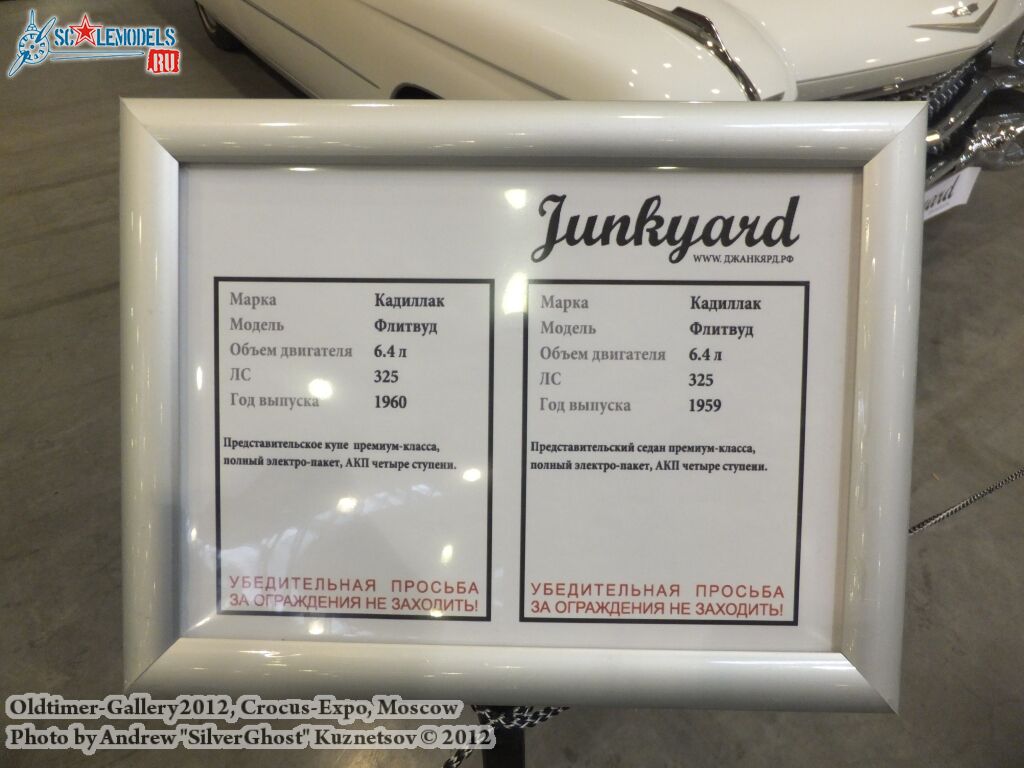 SCALEMODELS
.RU
Junkyard
WWW. ДЖАНКЯРД.РФ
Марка Кадиллак
Модель Флитвуд
Объем двигателя 6.4 л
ЛС 325
Год выпуска 1960
Представительское купе премиум-класса,
полный электро-пакет, АКП четыре ступени.
УБЕДИТЕЛЬНАЯ ПРОСЬБА
ЗА ОГРАЖДЕНИЯ НЕ ЗАХОДИТЬ!
Марка Кадиллак
Модель Флитвуд
Объем двигателя 6.4 л
ЛС 325
Год выпуска 1959
Представительский седан премиум-класса,
полный электро-пакет, АКП четыре ступени.
УБЕДИТЕЛЬНАЯ ПРОСЬБА
ЗА ОГРАЖДЕНИЯ НЕ ЗАХОДИТЬ!
Oldtimer-Gallery2012, Crocus-Expo, Moscow
Photo by Andrew "SilverGhost" Kuznetsov © 2012